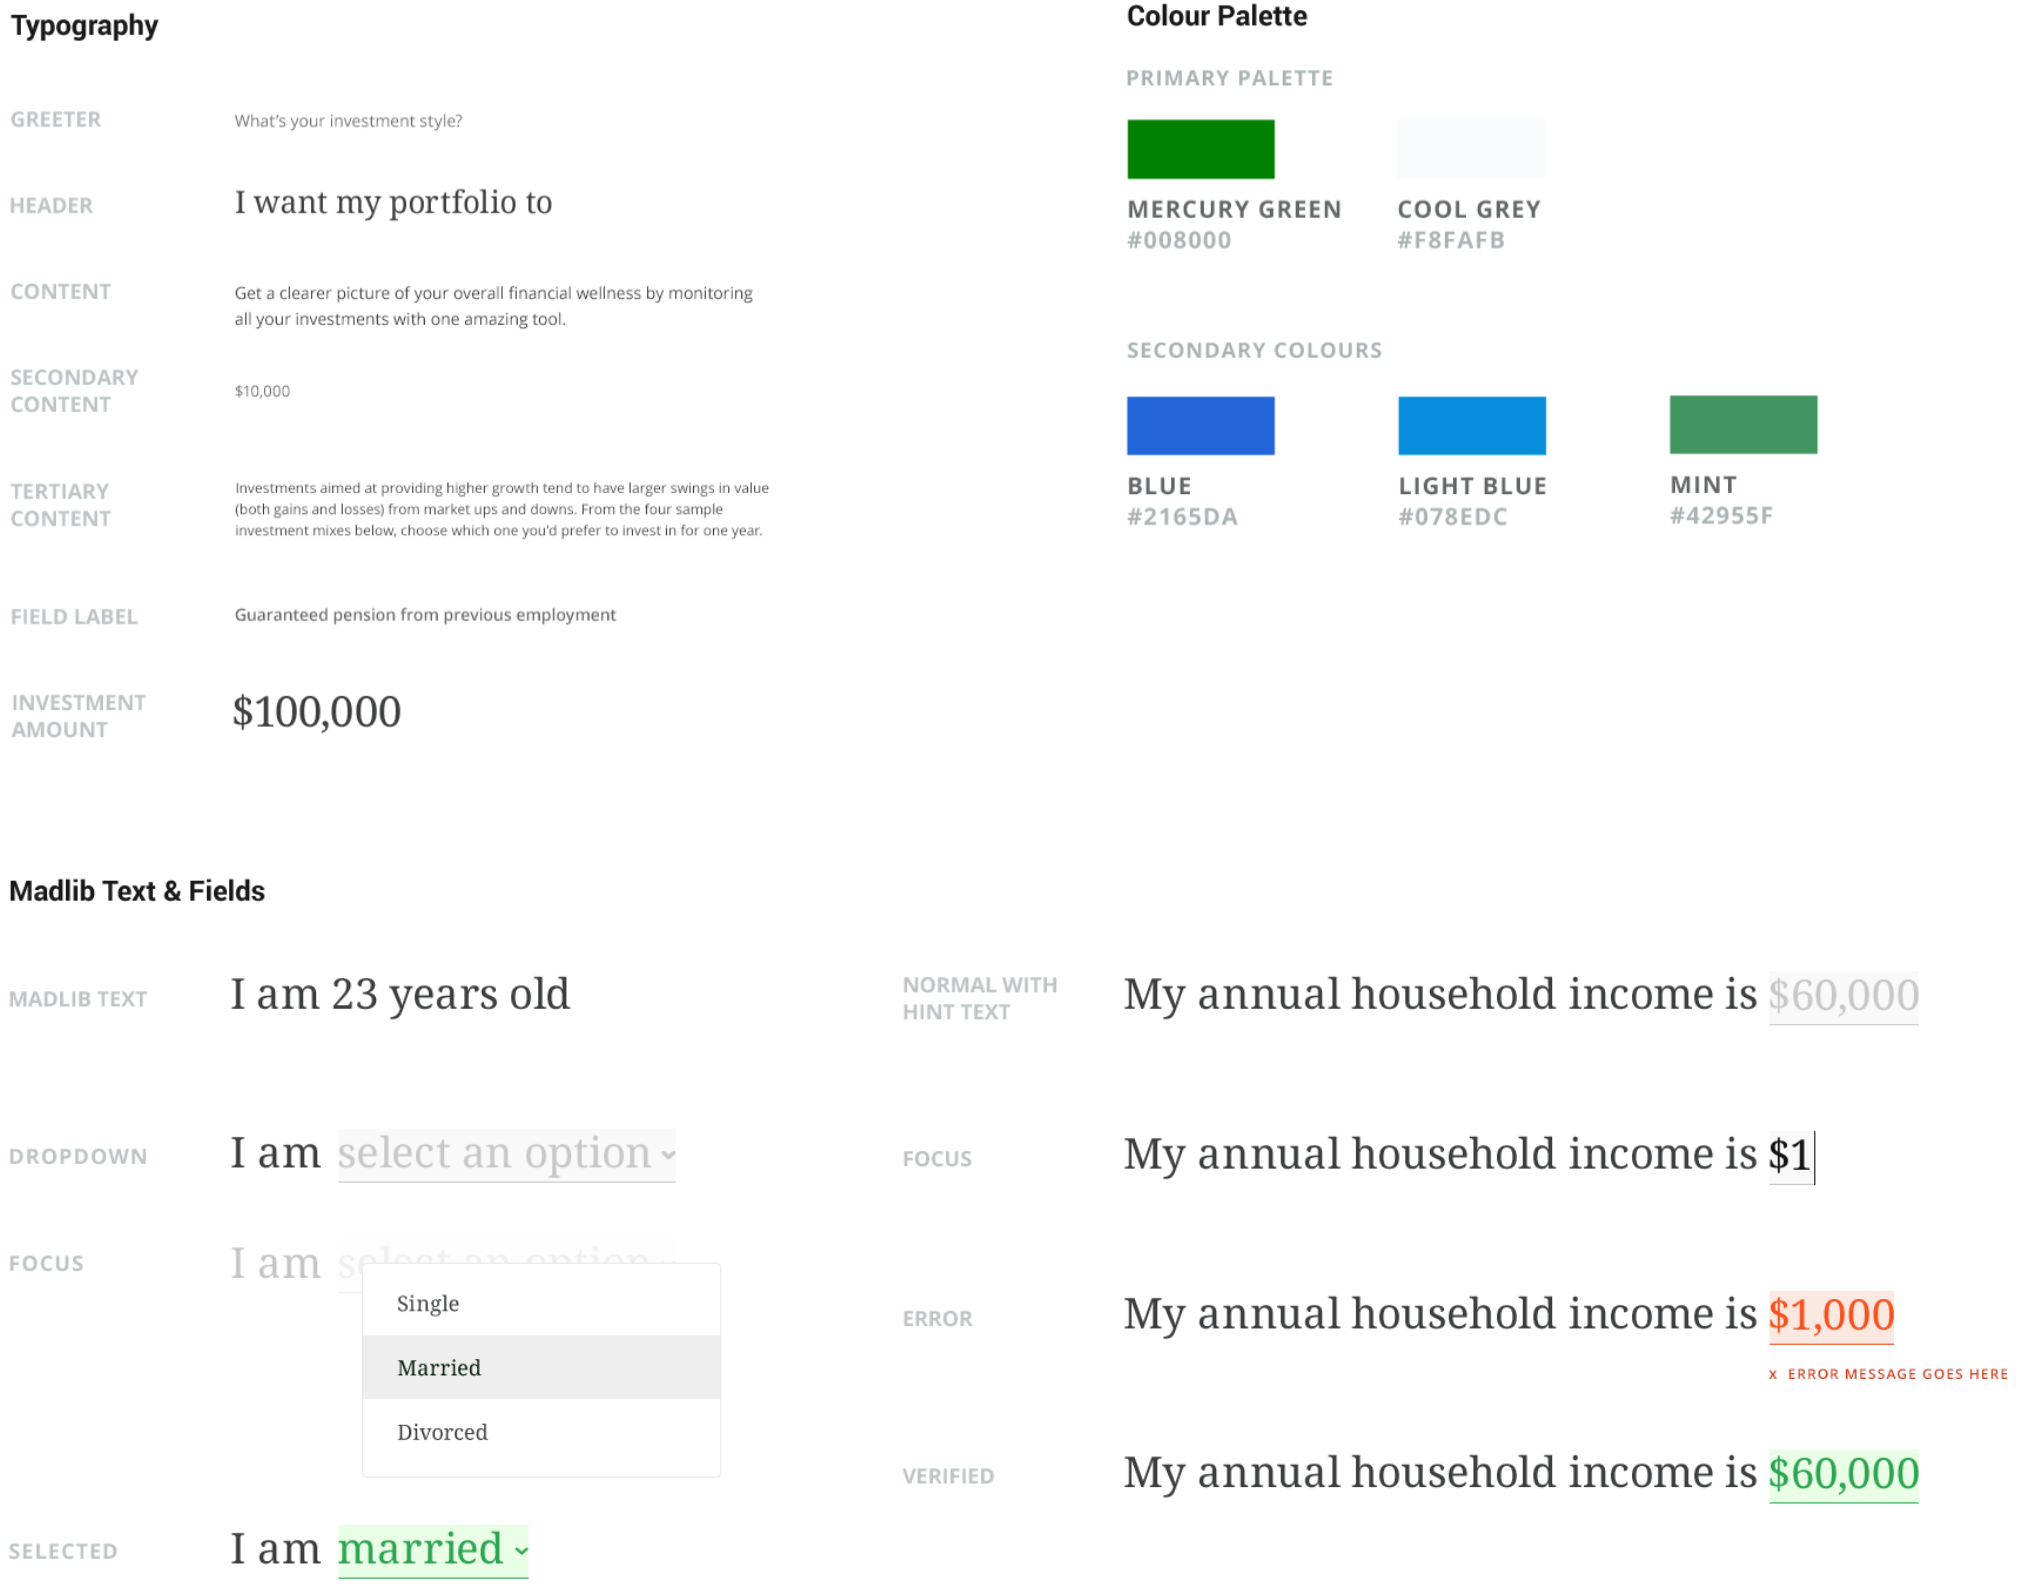 Typography
GREETER
What's your investment style?
HEADER
I want my portfolio to
CONTENT
Get a clearer picture of your overall financial wellness by monitoring
all your investments with one amazing tool.
SECONDARY
CONTENT
$10,000
TERTIARY
CONTENT
Investments aimed at providing higher growth tend to have larger swings in value
(both gains and losses) from market ups and downs. From the four sample
investment mixes below, choose which one you'd prefer to invest in for one year.
FIELD LABEL
Guaranteed pension from previous employment
INVESTMENT
AMOUNT
$100,000
Colour Palette
PRIMARY PALETTE
MERCURY GREEN
#008000
COOL GREY
#F8FAFB
SECONDARY COLOURS
BLUE
#2165DA
LIGHT BLUE
#078EDC
MINT
#42955F
Madlib Text & Fields
MADLIB TEXT
I am 23 years old
DROPDOWN
I am select an option
FOCUS
I am select an option
Single
Married
Divorced
SELECTED
I am married
NORMAL WITH
HINT TEXT
My annual household income is $60,000
FOCUS
My annual household income is $1
ERROR
My annual household income is $1,000
x ERROR MESSAGE GOES HERE
VERIFIED
My annual household income is $60,000